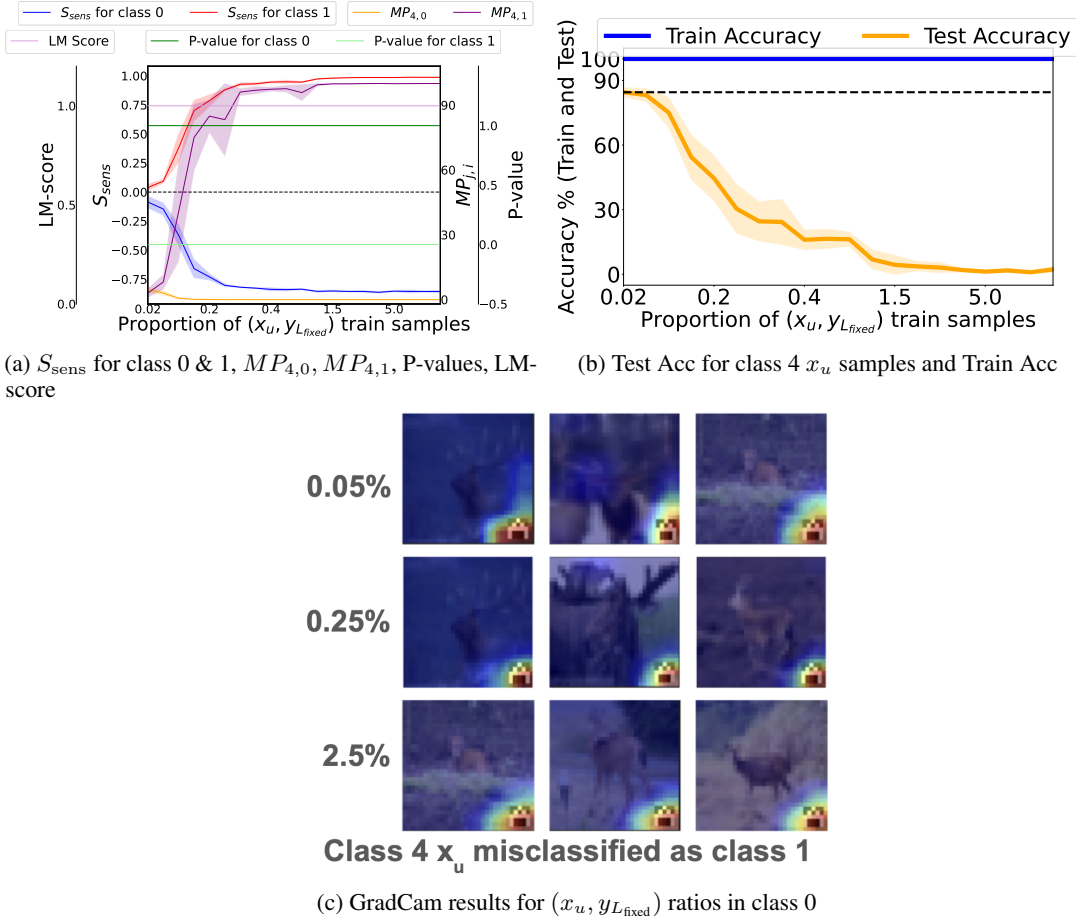 S_sens for class 0 S_sens for class 1 MP_4,0 MP_4,1
LM Score P-value for class 0 P-value for class 1
LM-score
1.0
0.5
0.0
S_sens
1.00
0.75
0.50
0.25
0.00
−0.25
−0.50
−0.75
0.02 0.2 0.4 1.5 5.0
Proportion of (x_u, y_L_fixed) train samples
MP_j,i
90
60
30
0
P-value
1.0
0.5
0.0
−0.5
(a) S_sens for class 0 & 1, MP_4,0, MP_4,1, P-values, LM-
score
Train Accuracy Test Accuracy
Accuracy % (Train and Test)
100
90
60
30
0
0.02 0.2 0.4 1.5 5.0
Proportion of (x_u, y_L_fixed) train samples
(b) Test Acc for class 4 x_u samples and Train Acc
0.05%
0.25%
2.5%
Class 4 x_u misclassified as class 1
(c) GradCam results for (x_u, y_L_fixed) ratios in class 0